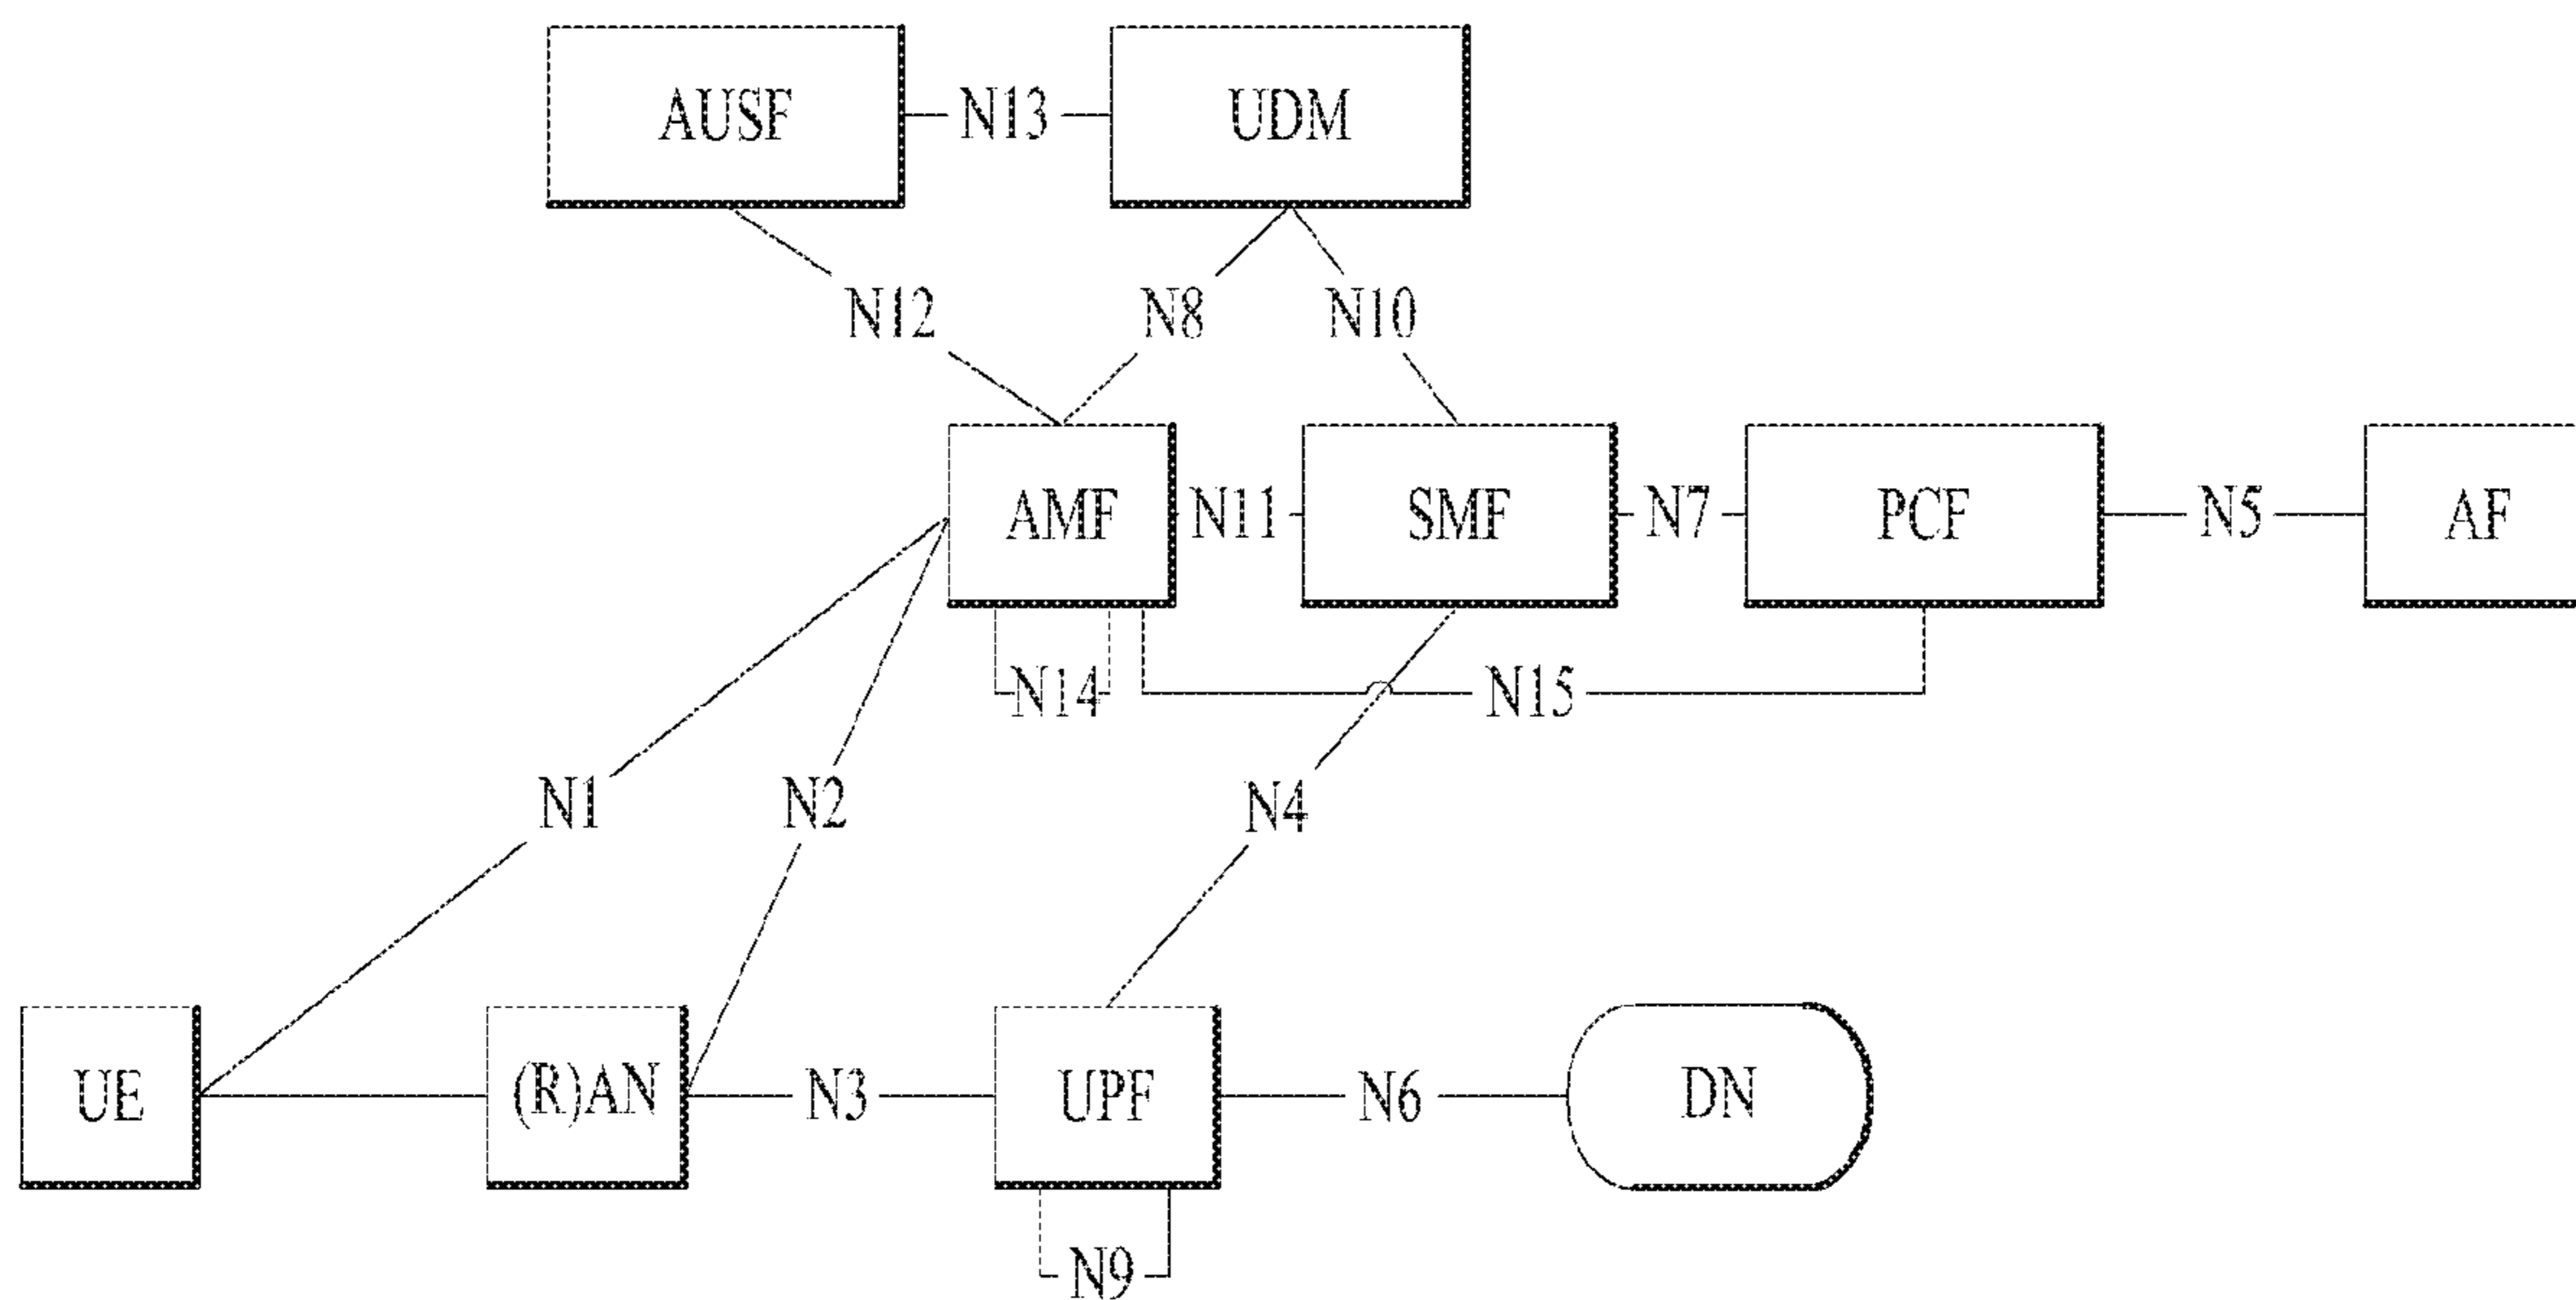 AUSF N13 UDM
N12 N8 N10
AMF N11 SMF N7 PCF N5 AF
N14 N15
N1 N2 N4
UE (R)AN N3 UPF N6 DN
N9